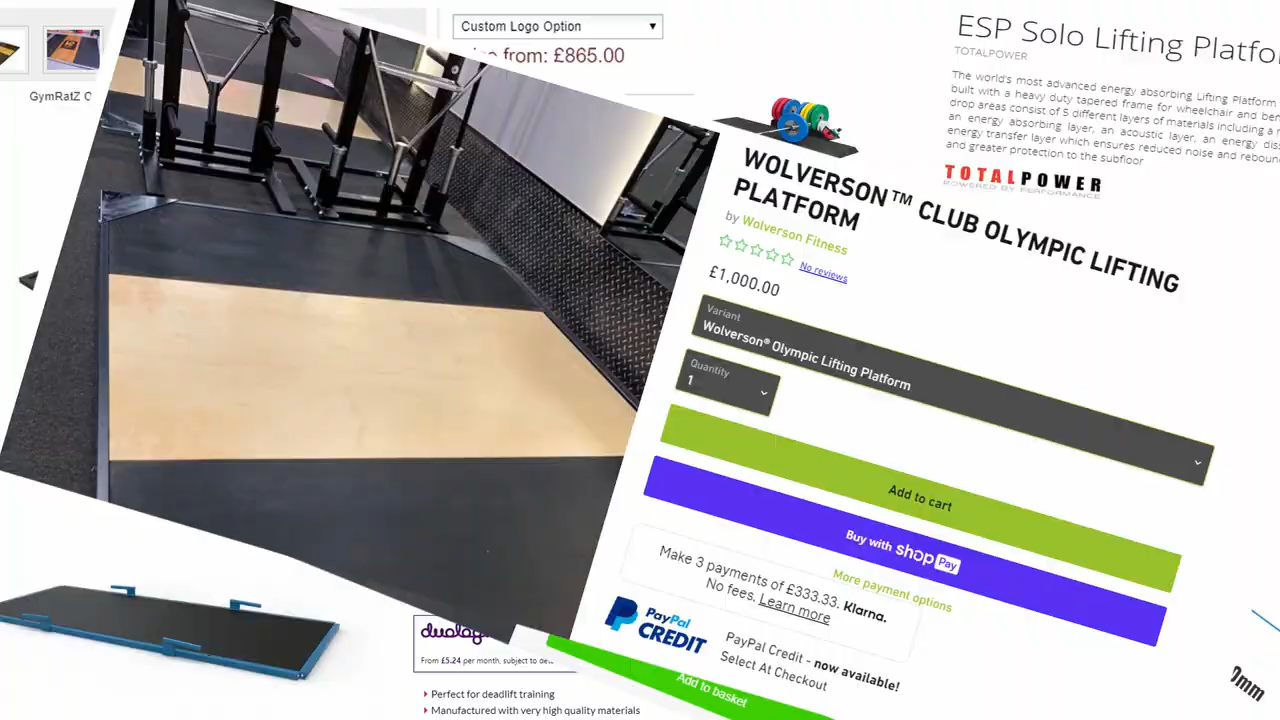 Custom Logo Option
from: £865.00
GymRatZ
ESP Solo Lifting
TOTALPOWER
The world's most advanced energy absorbing Lifting Platform
built with a heavy duty tapered frame for wheelchair and
drop areas consist of 5 different layers of materials including a
an energy absorbing layer, an acoustic layer, an energy
energy transfer layer which ensures reduced noise and
and greater protection to the subfloor
TOTALPOWER
POWERED BY PERFORMANCE
WOLVERSON™ CLUB OLYMPIC LIFTING
PLATFORM
by Wolverson Fitness
No reviews
£1,000.00
Variant
Wolverson® Olympic Lifting Platform
Quantity
1
Add to cart
Buy with shop Pay
More payment options
Make 3 payments of £333.33. Klarna.
No fees. Learn more
PayPal
CREDIT
PayPal Credit - now available!
Select At Checkout
From £5.24 per month, subject to
Add to basket
Perfect for deadlift training
Manufactured with very high quality materials